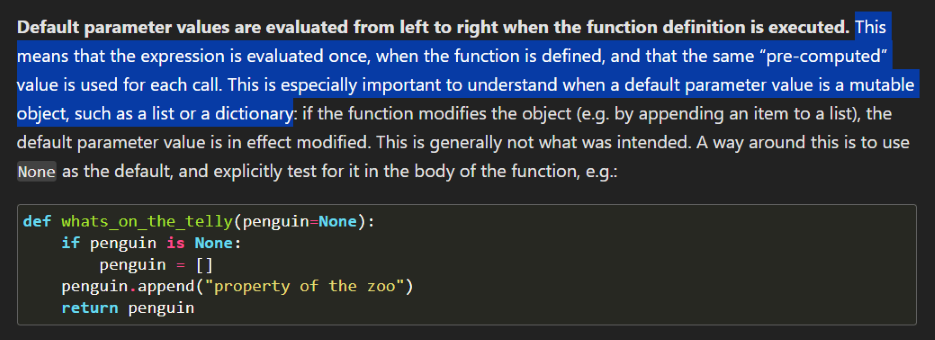 Default parameter values are evaluated from left to right when the function definition is executed. This
means that the expression is evaluated once, when the function is defined, and that the same “pre-computed”
value is used for each call. This is especially important to understand when a default parameter value is a mutable
object, such as a list or a dictionary: if the function modifies the object (e.g. by appending an item to a list), the
default parameter value is in effect modified. This is generally not what was intended. A way around this is to use
None as the default, and explicitly test for it in the body of the function, e.g.:
def whats_on_the_telly(penguin=None):
    if penguin is None:
        penguin = []
    penguin.append("property of the zoo")
    return penguin